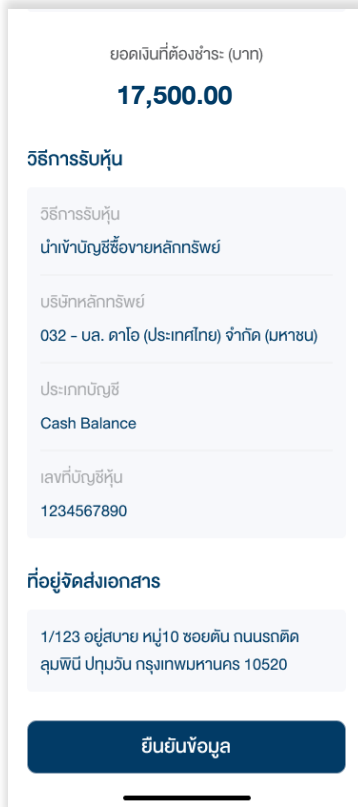 ยอดเงินที่ต้องชำระ (บาท)
17,500.00
วิธีการรับหุ้น
วิธีการรับหุ้น
นำเข้าบัญชีซื้อขายหลักทรัพย์
บริษัทหลักทรัพย์
032 - บล. ดาโอ (ประเทศไทย) จำกัด (มหาชน)
ประเภทบัญชี
Cash Balance
เลขที่บัญชีหุ้น
1234567890
ที่อยู่จัดส่งเอกสาร
1/123 อยู่สบาย หมู่10 ซอยตัน ถนนรถติด
ลุมพินี ปทุมวัน กรุงเทพมหานคร 10520
ยืนยันข้อมูล